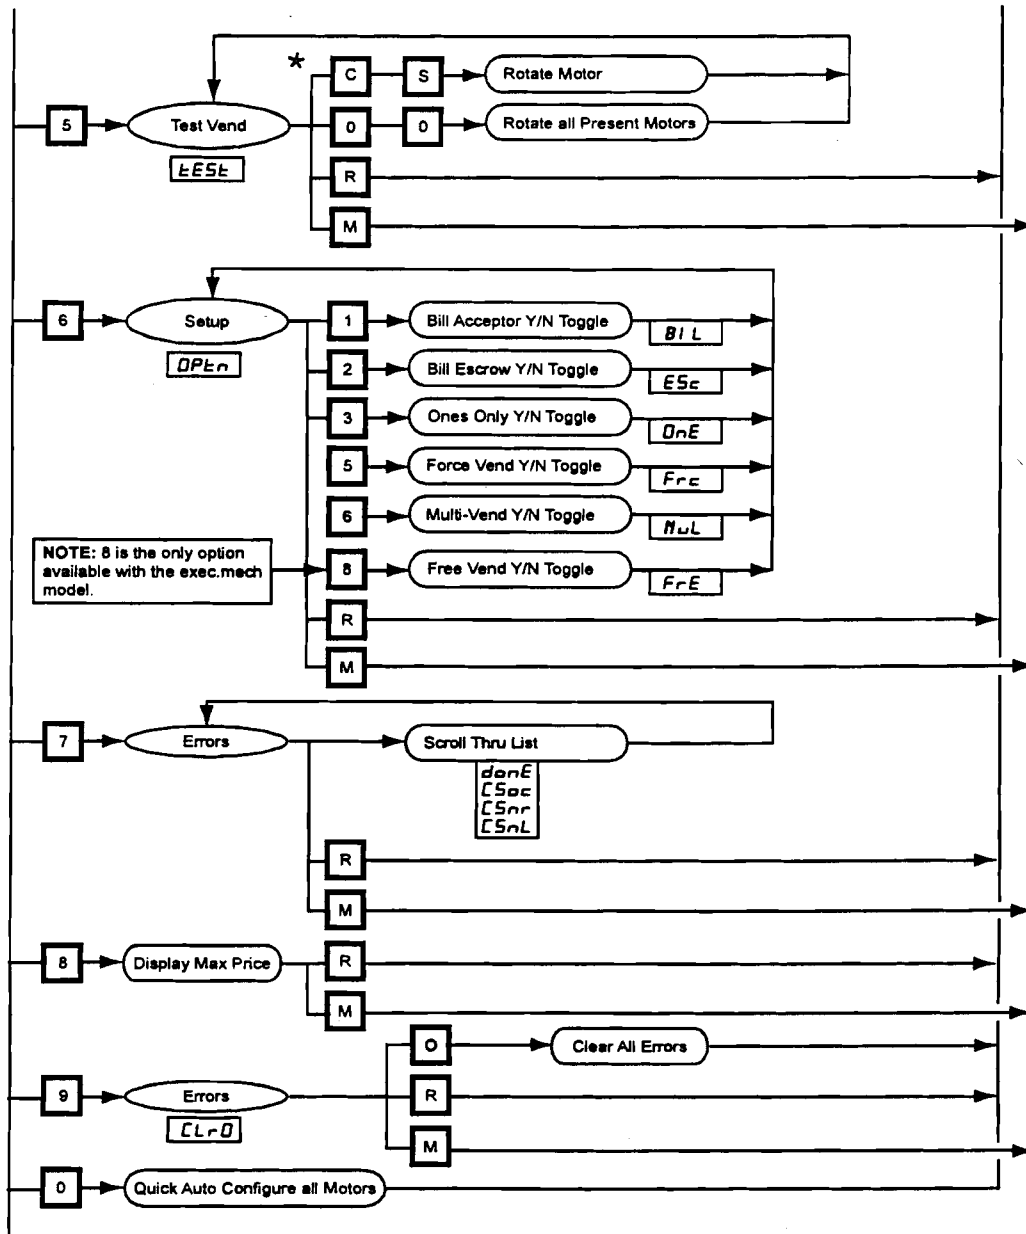 *
C S Rotate Motor
5 Test Vend 0 0 Rotate all Present Motors
tESt
R
M
6 Setup 1 Bill Acceptor Y/N Toggle BIL
OPtn
2 Bill Escrow Y/N Toggle ESc
3 Ones Only Y/N Toggle OnE
5 Force Vend Y/N Toggle Frc
6 Multi-Vend Y/N Toggle MuL
NOTE: 8 is the only option
available with the exec.mech
model.
8 Free Vend Y/N Toggle FrE
R
M
7 Errors Scroll Thru List
donE
CSoc
CSnr
CSnL
R
M
8 Display Max Price R
M
O Clear All Errors
9 Errors R
CLr0
M
0 Quick Auto Configure all Motors